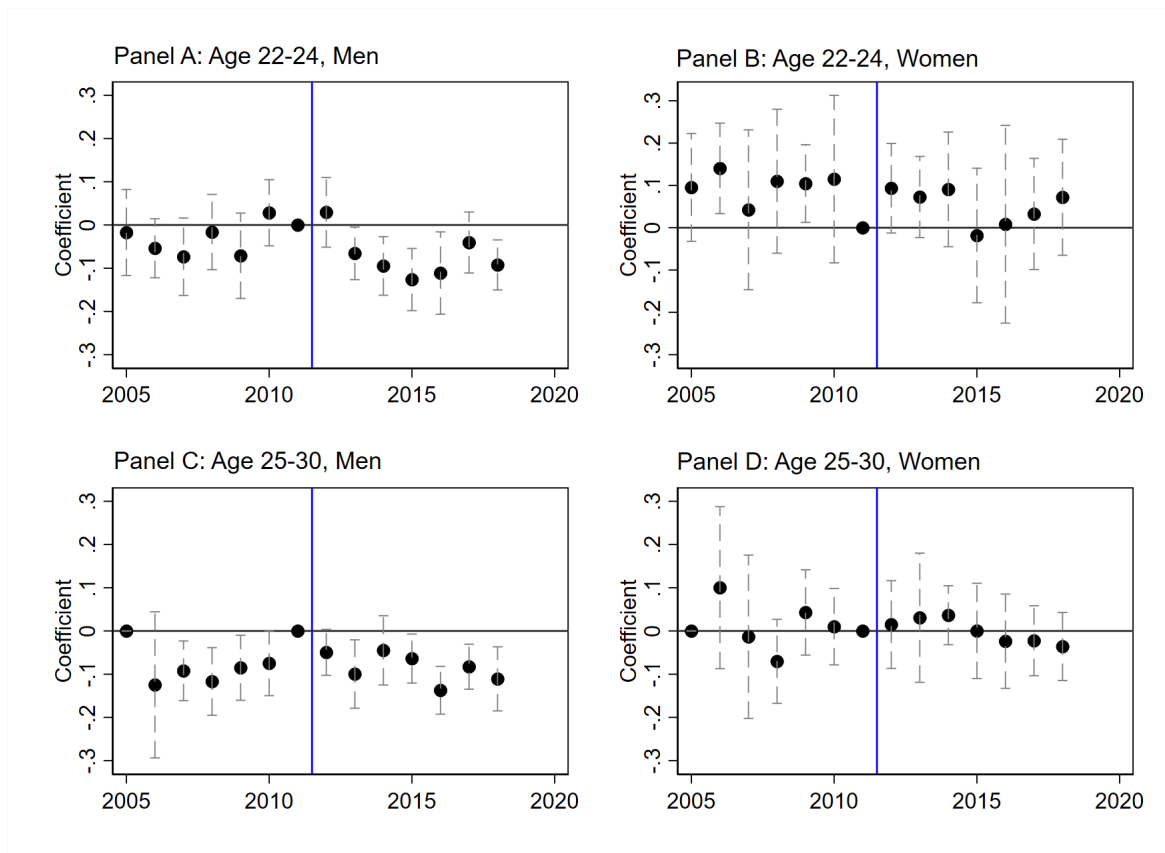 Panel A: Age 22-24, Men
Coefficient
.3
.2
.1
0
-.1
-.2
-.3
2005 2010 2015 2020
Panel B: Age 22-24, Women
Coefficient
.3
.2
.1
0
-.1
-.2
-.3
2005 2010 2015 2020
Panel C: Age 25-30, Men
Coefficient
.3
.2
.1
0
-.1
-.2
-.3
2005 2010 2015 2020
Panel D: Age 25-30, Women
Coefficient
.3
.2
.1
0
-.1
-.2
-.3
2005 2010 2015 2020